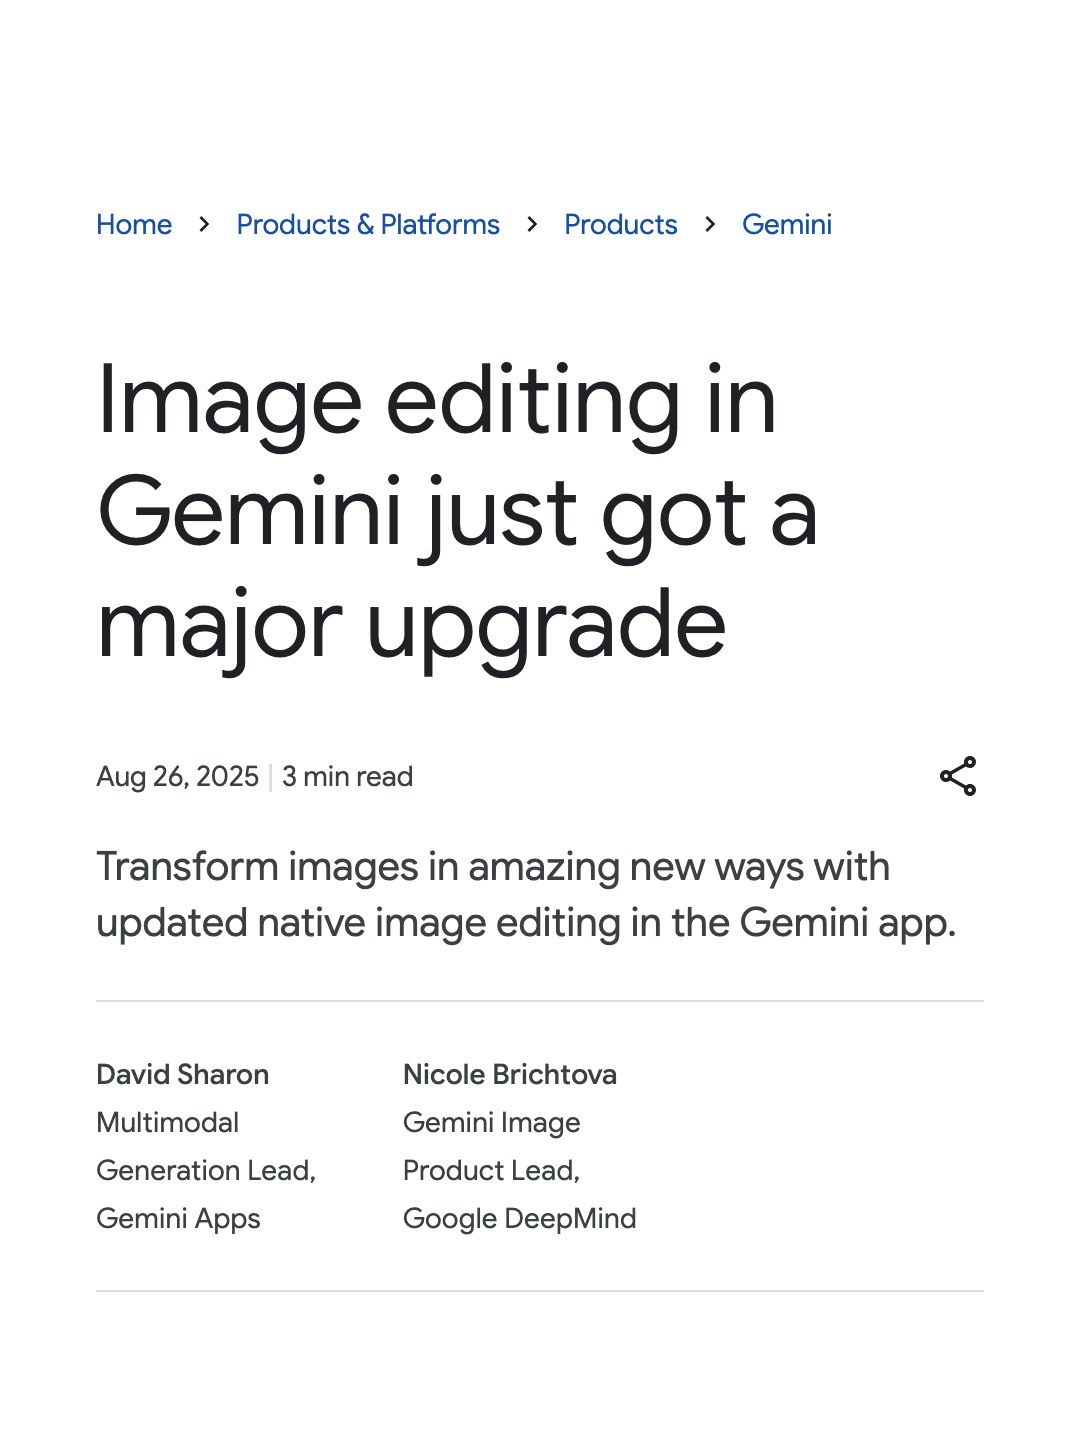 Home > Products & Platforms > Products > Gemini
Image editing in
Gemini just got a
major upgrade
Aug 26, 2025 | 3 min read
Transform images in amazing new ways with
updated native image editing in the Gemini app.
David Sharon
Multimodal
Generation Lead,
Gemini Apps
Nicole Brichtova
Gemini Image
Product Lead,
Google DeepMind